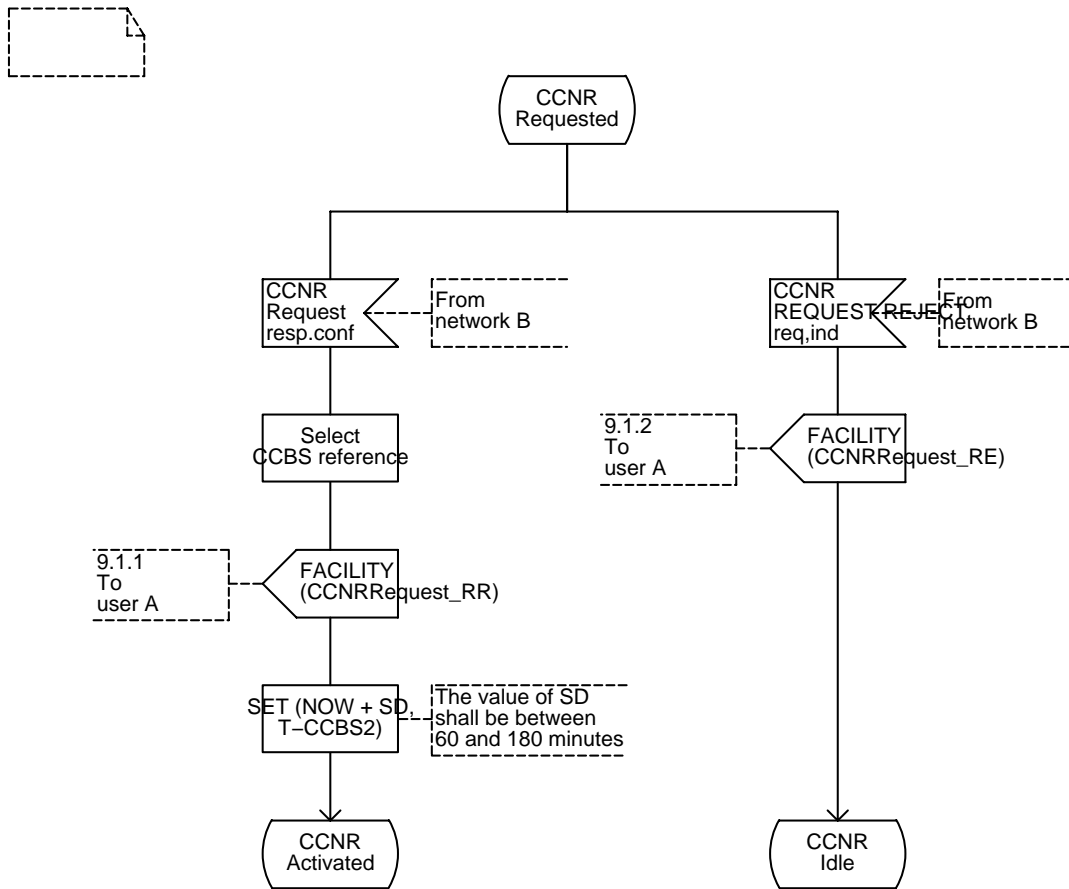 CCNR
Requested
CCNR
Request
resp.conf
From
network B
CCNR
REQUEST REJECT
req,ind
From
network B
Select
CCBS reference
9.1.2
To
user A
FACILITY
(CCNRRequest_RE)
9.1.1
To
user A
FACILITY
(CCNRRequest_RR)
SET (NOW + SD,
T−CCBS2)
The value of SD
shall be between
60 and 180 minutes
CCNR
Activated
CCNR
Idle